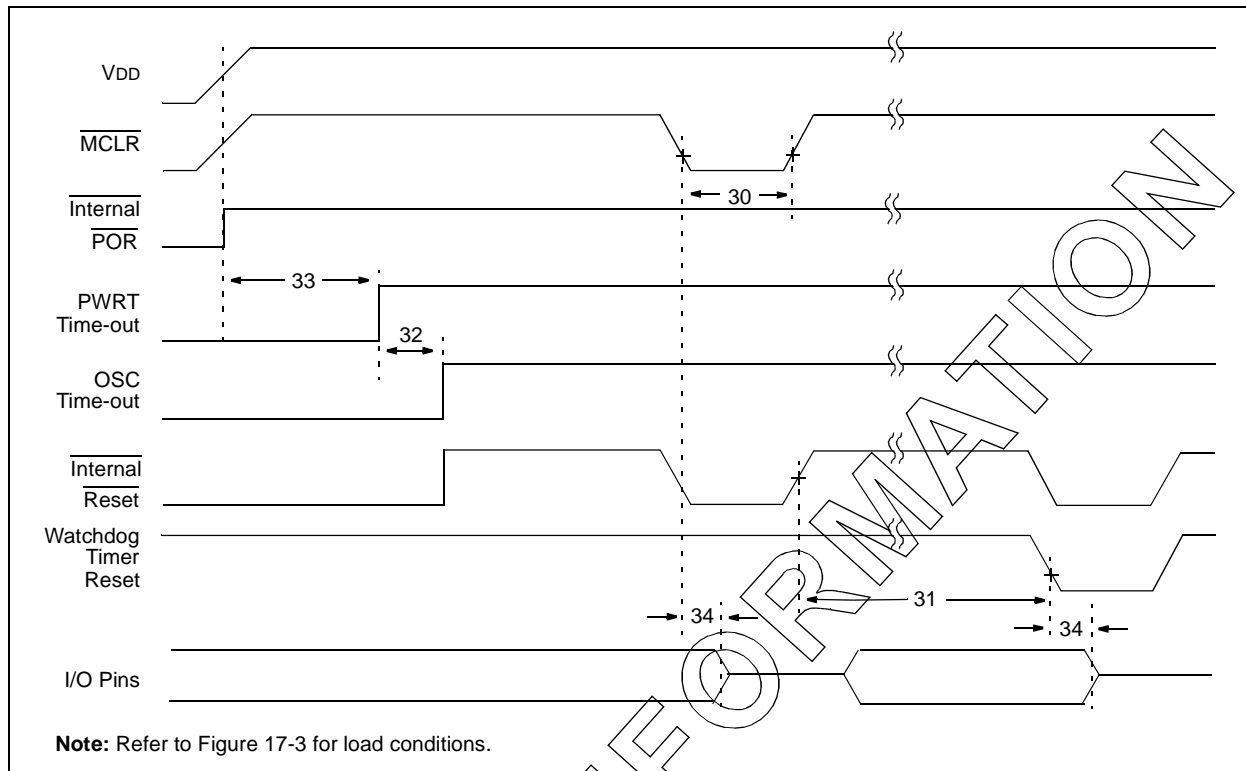 VDD
MCLR
Internal
POR
PWRT
Time-out
OSC
Time-out
Internal
Reset
Watchdog
Timer
Reset
I/O Pins
30
33
32
31
34
34
Note: Refer to Figure 17-3 for load conditions.
FORMATION